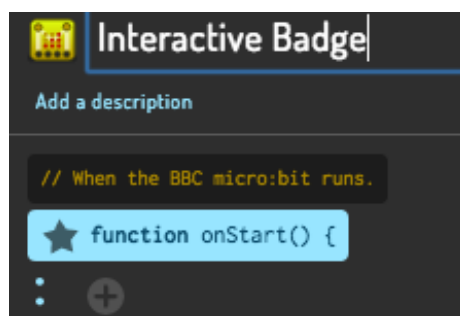 Interactive Badge
Add a description
// When the BBC micro:bit runs.
function onStart() {